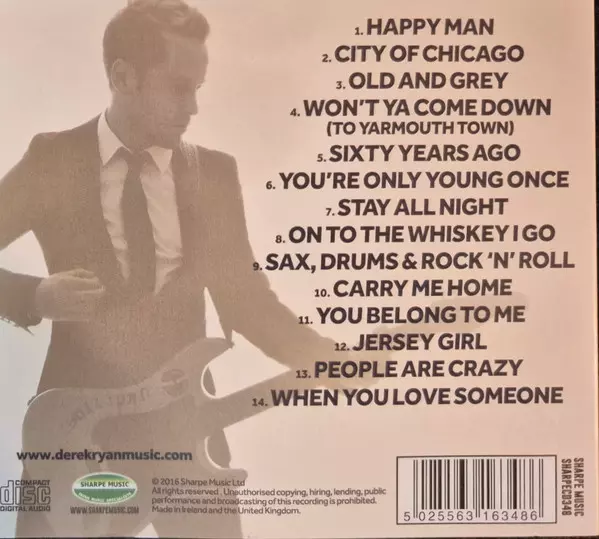 1. HAPPY MAN
2. CITY OF CHICAGO
3. OLD AND GREY
4. WON'T YA COME DOWN
(TO YARMOUTH TOWN)
5. SIXTY YEARS AGO
6. YOU'RE ONLY YOUNG ONCE
7. STAY ALL NIGHT
8. ON TO THE WHISKEY I GO
9. SAX, DRUMS & ROCK 'N' ROLL
10. CARRY ME HOME
11. YOU BELONG TO ME
12. JERSEY GIRL
13. PEOPLE ARE CRAZY
14. WHEN YOU LOVE SOMEONE
www.derekryanmusic.com
COMPACT
disc
DIGITAL AUDIO
SHARPE MUSIC
WWW.SHARPEMUSIC.COM
© 2016 Sharpe Music Ltd
All rights reserved . Unauthorised copying, hiring, lending, public
performance and broadcasting of this recording is prohibited.
Made in Ireland and the United Kingdom.
5 025563 163486
SHARPE MUSIC
SHARPECD348